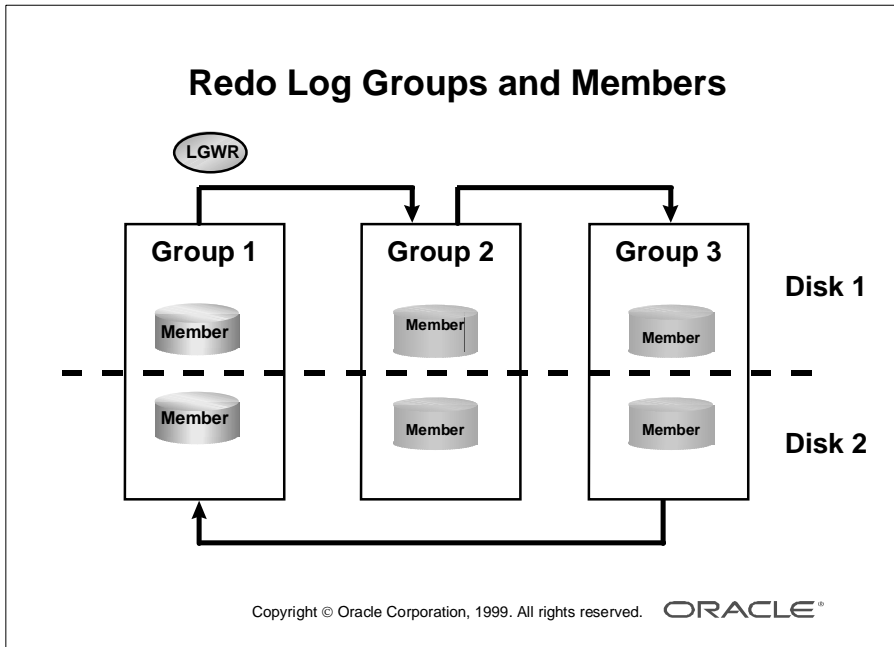 Redo Log Groups and Members
LGWR
Group 1
Group 2
Group 3
Disk 1
Member
Member
Member
Member
Member
Member
Disk 2
Copyright © Oracle Corporation, 1999. All rights reserved.
ORACLE®